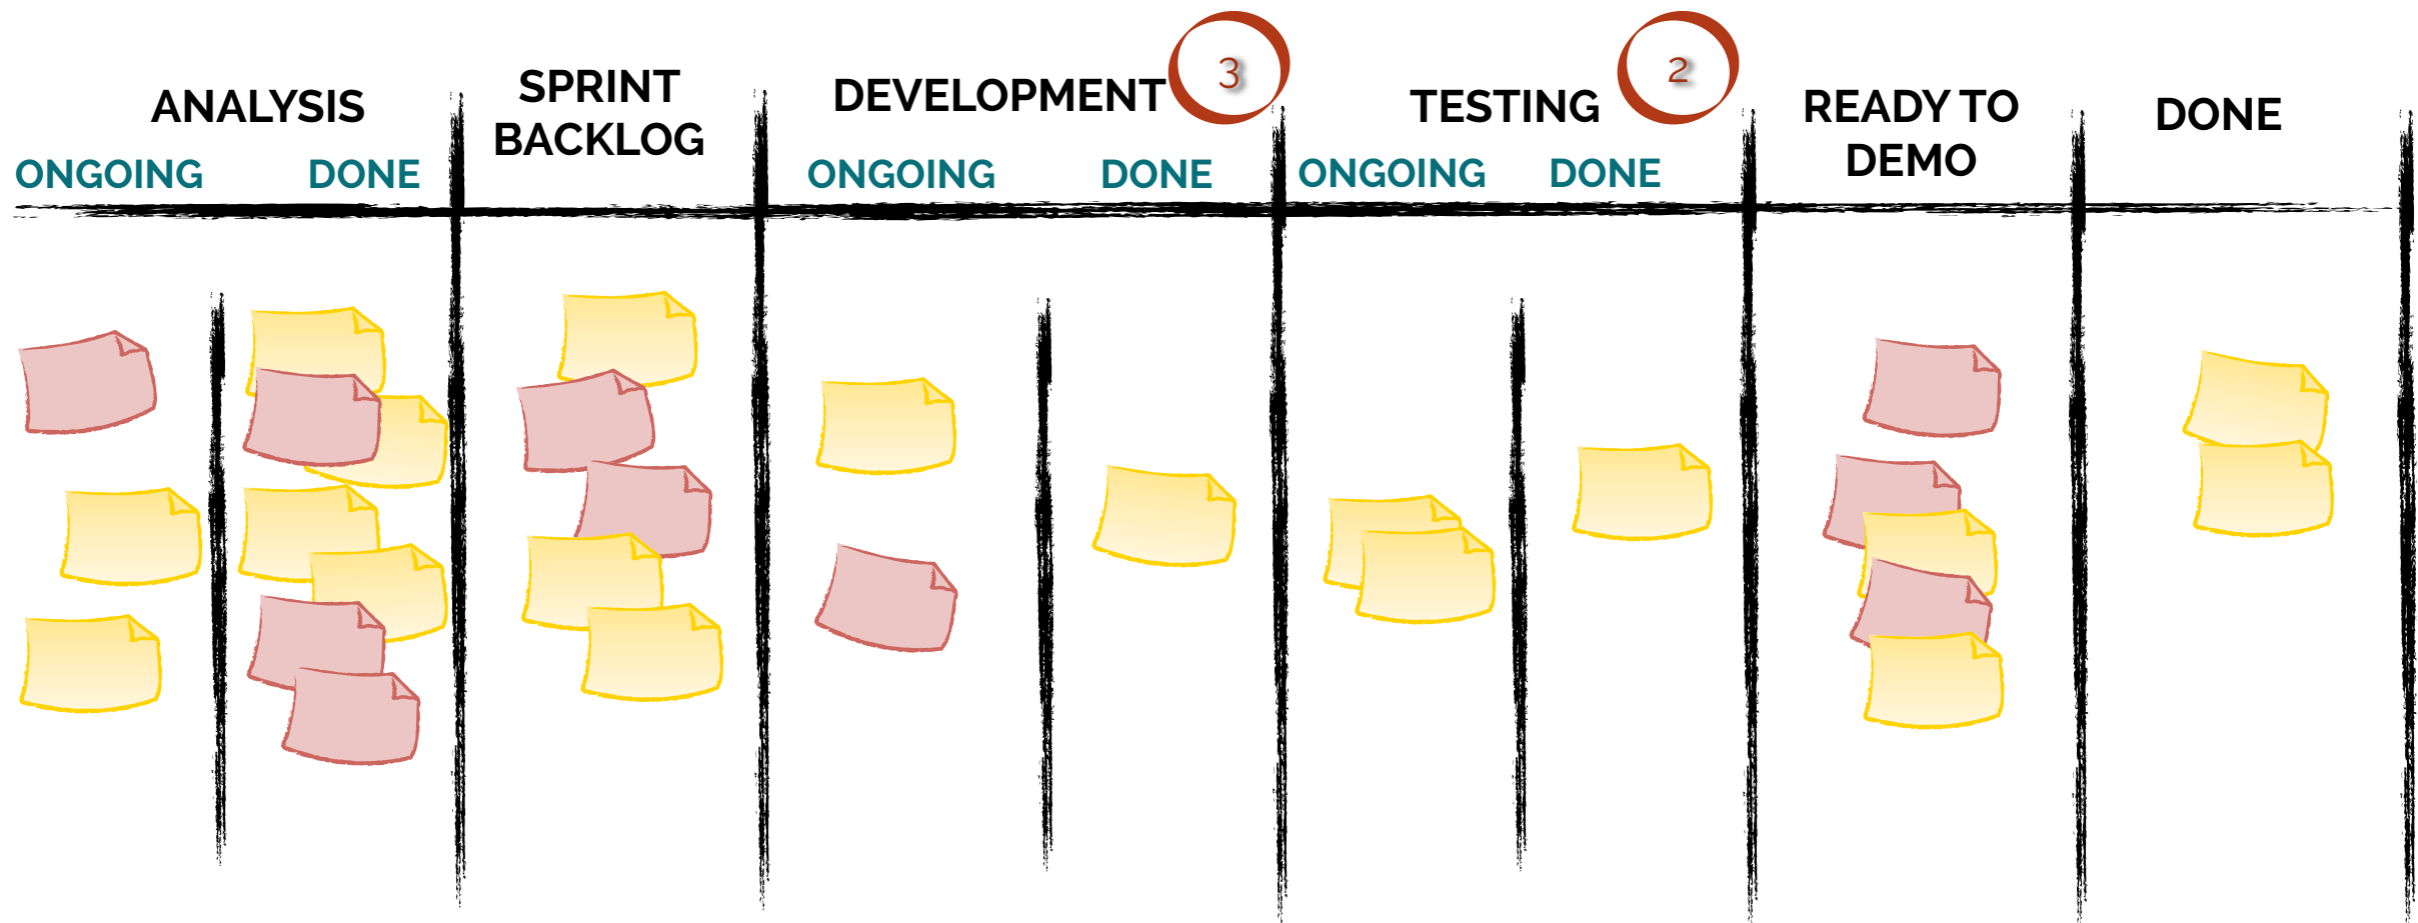 ANALYSIS
ONGOING
DONE
SPRINT
BACKLOG
DEVELOPMENT
3
ONGOING
DONE
TESTING
2
ONGOING
DONE
READY TO
DEMO
DONE